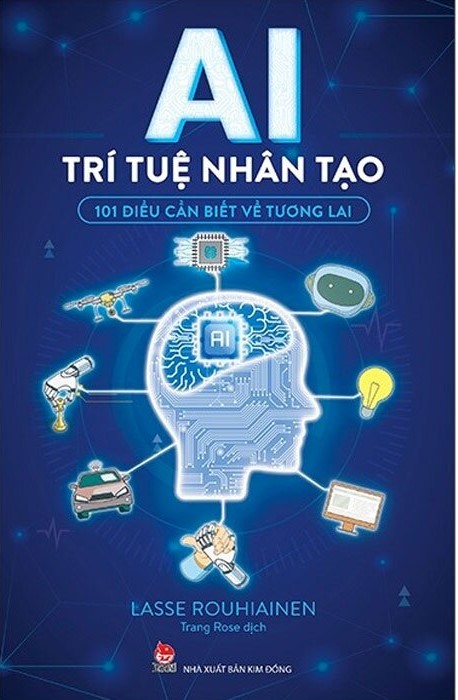 AI
TRÍ TUỆ NHÂN TẠO
101 ĐIỀU CẦN BIẾT VỀ TƯƠNG LAI
AI
LASSE ROUHIAINEN
Trang Rose dịch
NHÀ XUẤT BẢN KIM ĐỒNG